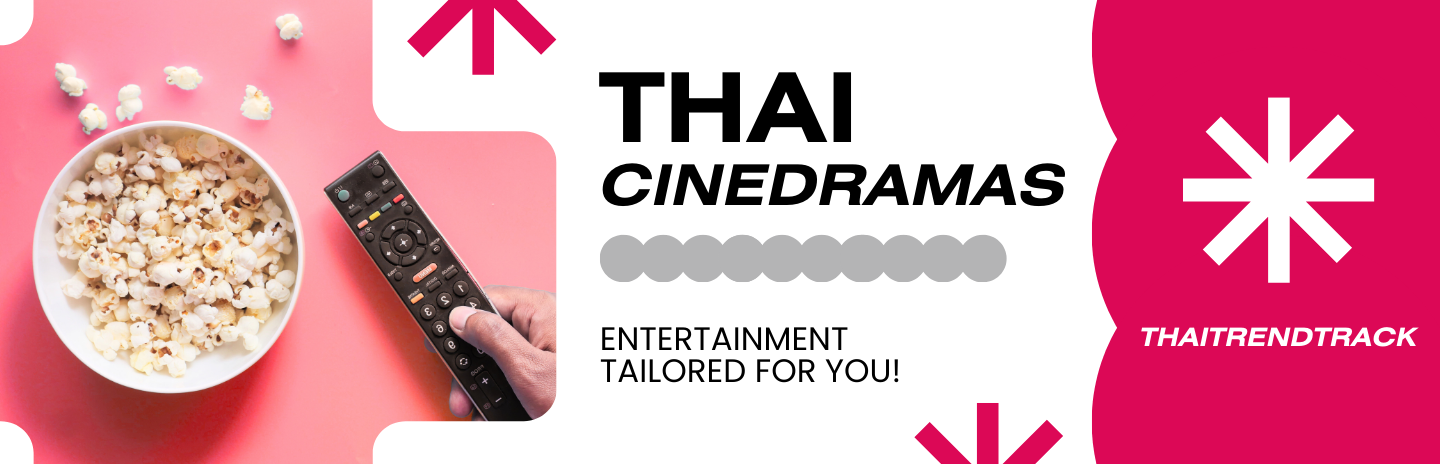 THAI
CINEDRAMAS
ENTERTAINMENT
TAILORED FOR YOU!
THAITRENDTRACK